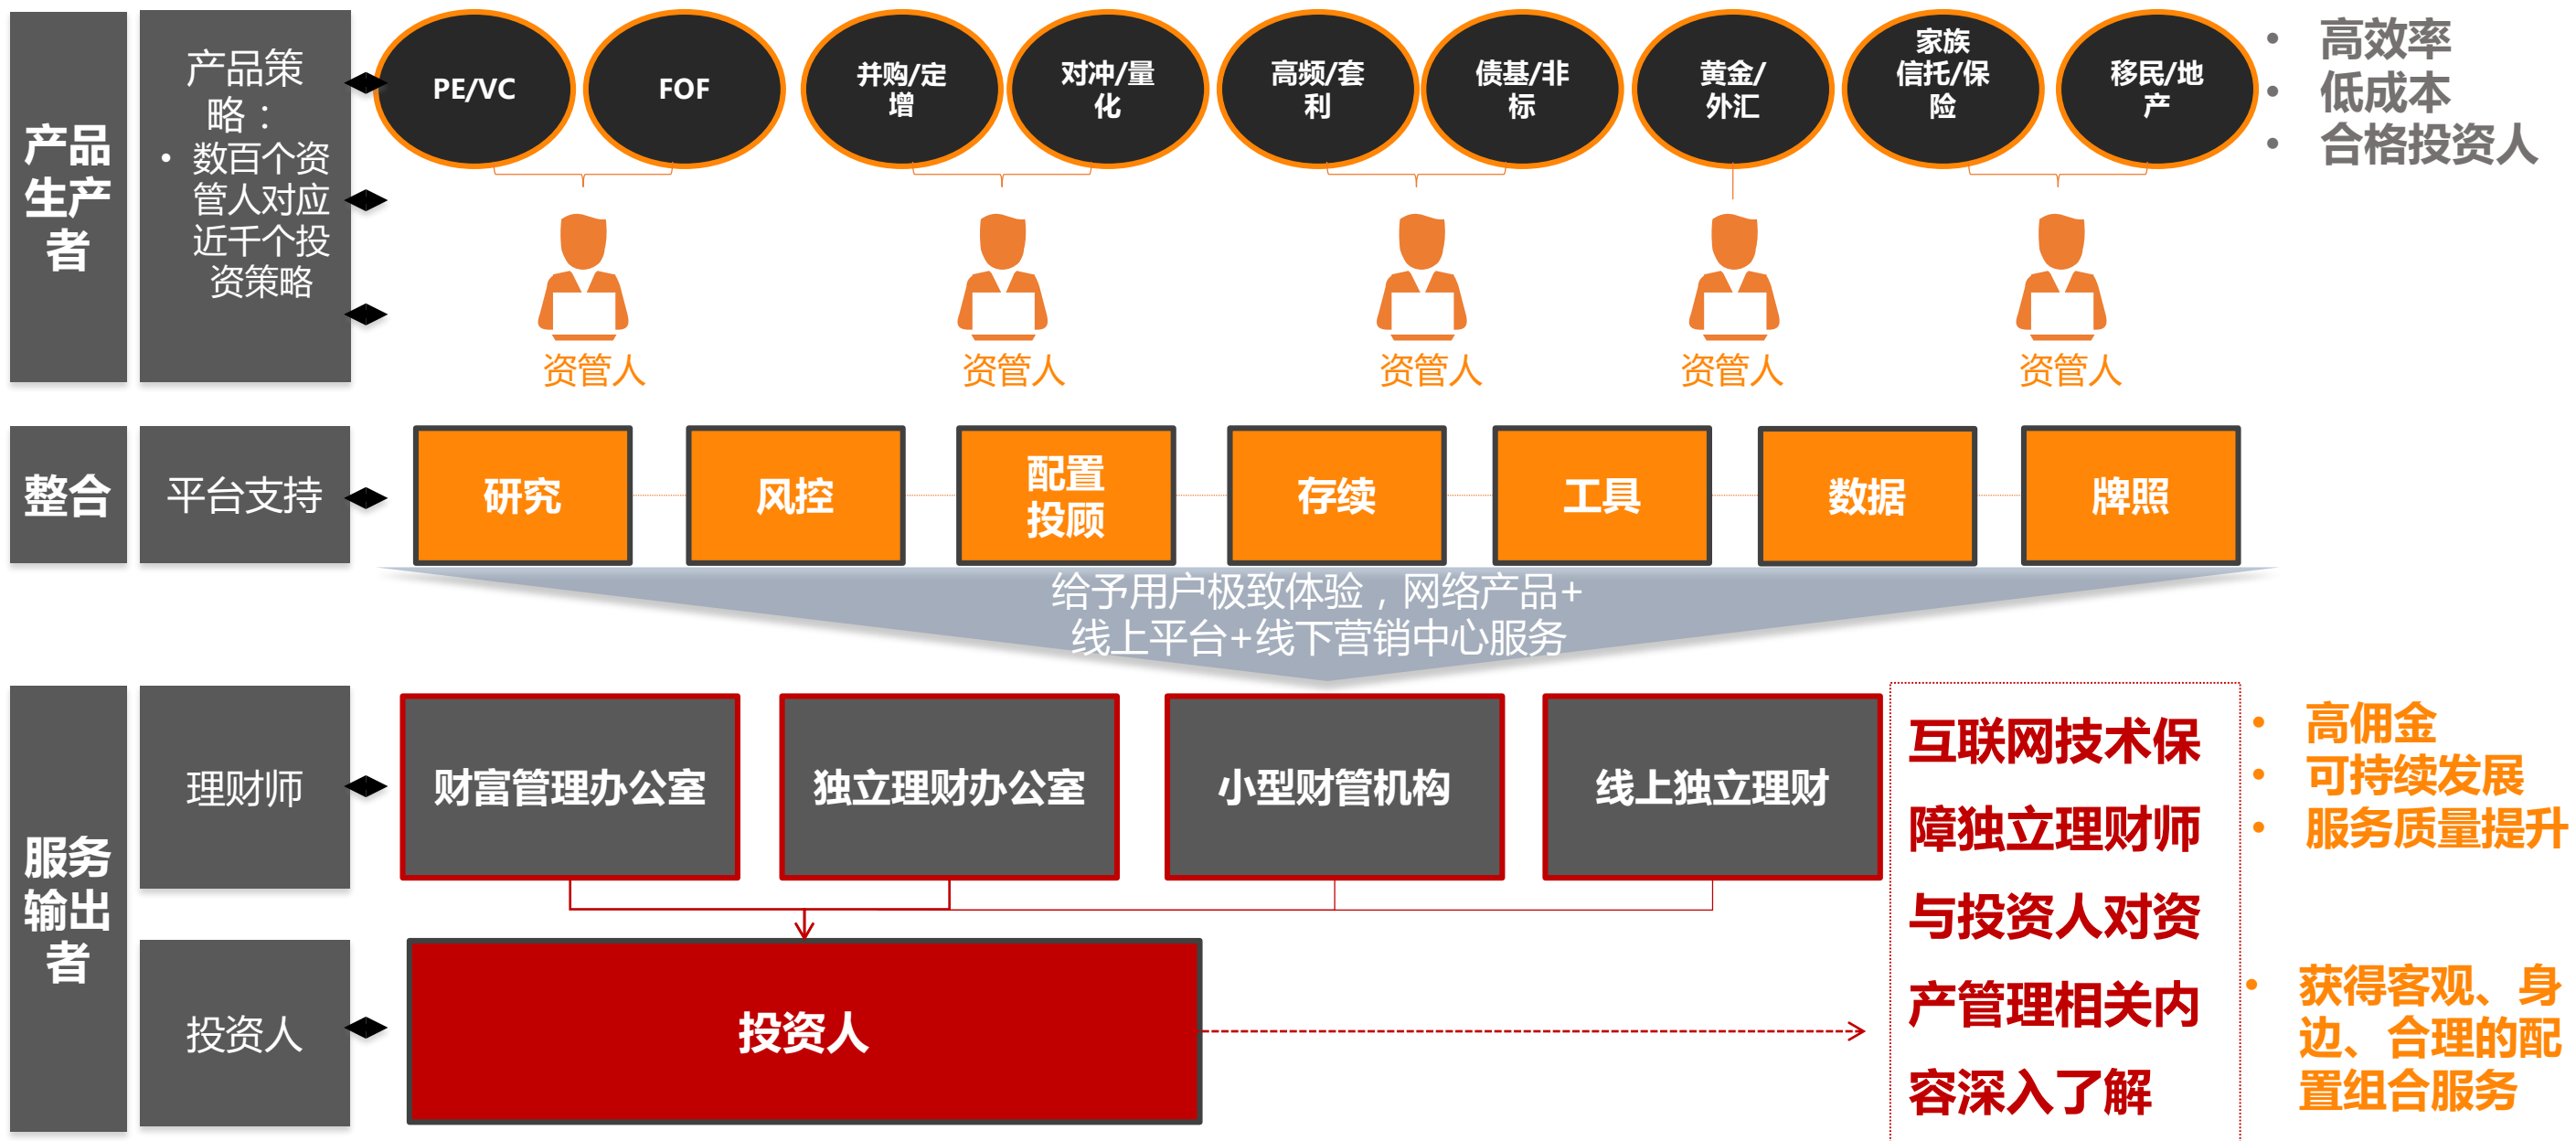 产品
生产
者
产品策
略：
• 数百个资
管人对应
近千个投
资策略
PE/VC
FOF
并购/定
增
对冲/量
化
高频/套
利
债基/非
标
黄金/
外汇
家族
信托/保
险
移民/地
产
• 高效率
• 低成本
• 合格投资人
资管人
资管人
资管人
资管人
资管人
整合
平台支持
研究
风控
配置
投顾
存续
工具
数据
牌照
给予用户极致体验，网络产品+
线上平台+线下营销中心服务
服务
输出
者
理财师
财富管理办公室
独立理财办公室
小型财管机构
线上独立理财
投资人
投资人
互联网技术保
障独立理财师
与投资人对资
产管理相关内
容深入了解
• 高佣金
• 可持续发展
• 服务质量提升
• 获得客观、身
边、合理的配
置组合服务